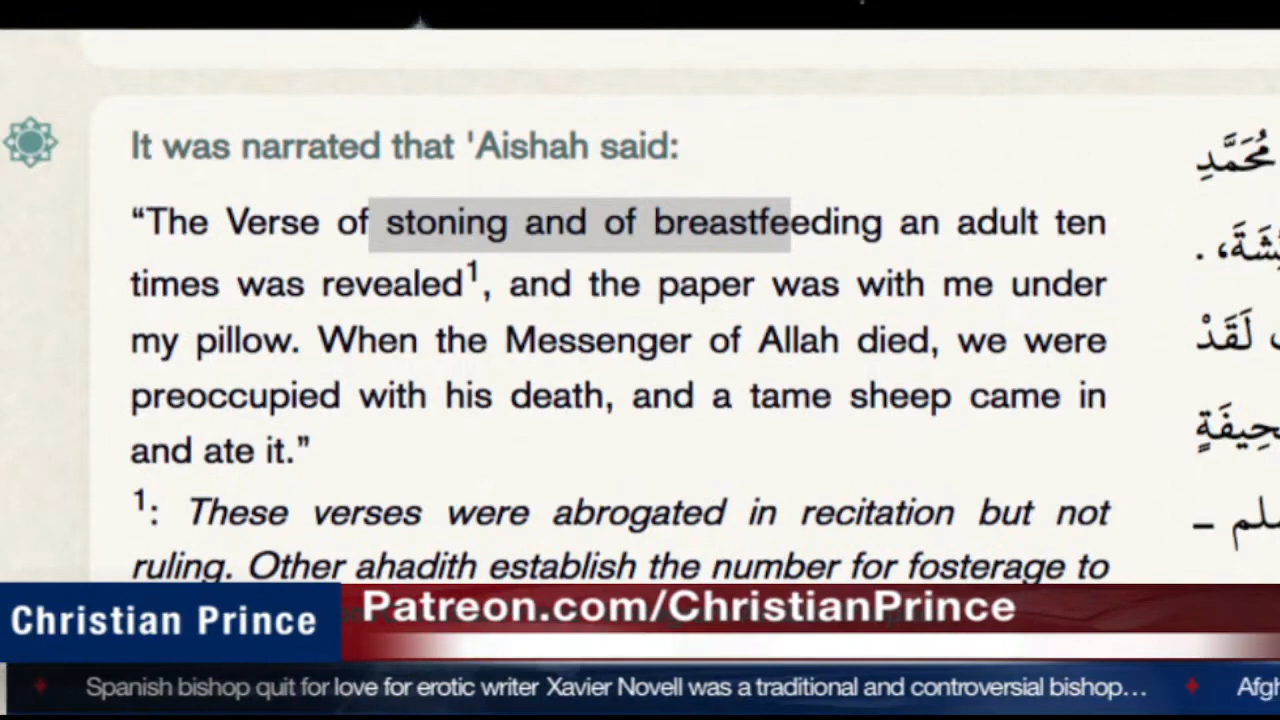 It was narrated that 'Aishah said:
“The Verse of stoning and of breastfeeding an adult ten
times was revealed¹, and the paper was with me under
my pillow. When the Messenger of Allah died, we were
preoccupied with his death, and a tame sheep came in
and ate it.”
¹: These verses were abrogated in recitation but not
ruling. Other ahadith establish the number for fosterage to
مُحَمَّدِ
لَقَدْ
Christian Prince
Patreon.com/ChristianPrince
Spanish bishop quit for love for erotic writer Xavier Novell was a traditional and controversial bishop…